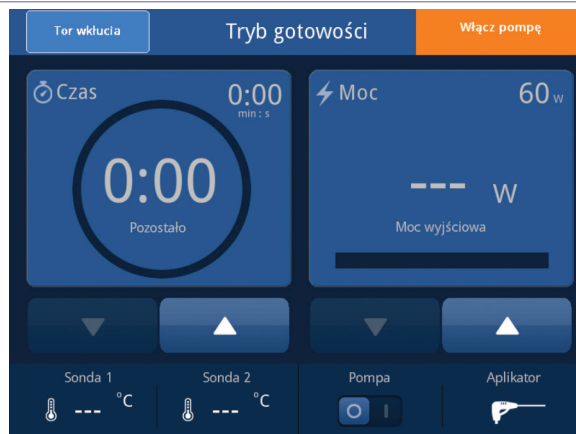 Tor wkłucia
Tryb gotowości
Włącz pompę
Czas
0:00
min : s
0:00
Pozostało
Moc
60 w
--- W
Moc wyjściowa
Sonda 1
--- °C
Sonda 2
--- °C
Pompa
O I
Aplikator